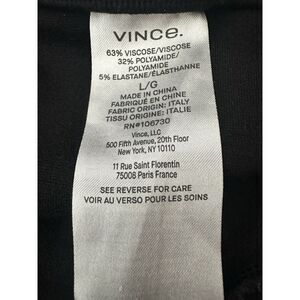 VINCE.
63% VISCOSE/VISCOSE
32% POLYAMIDE/
POLYAMIDE
5% ELASTANE/ÉLASTHANNE
L/G
MADE IN CHINA
FABRIQUÉ EN CHINE
FABRIC ORIGIN: ITALY
TISSU ORIGINE: ITALIE
RN#106730
Vince, LLC
500 Fifth Avenue, 20th Floor
New York, NY 10110
11 Rue Saint Florentin
75008 Paris France
SEE REVERSE FOR CARE
VOIR AU VERSO POUR LES SOINS